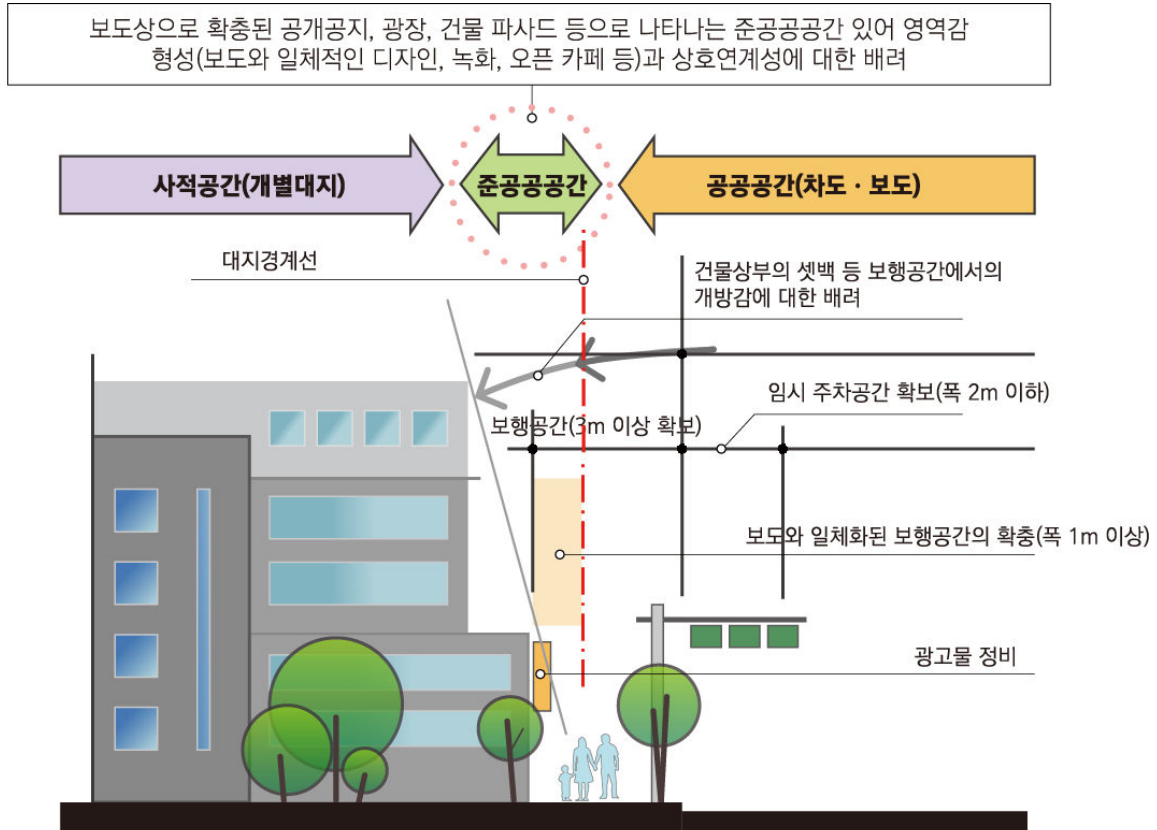 보도상으로 확충된 공개공지, 광장, 건물 파사드 등으로 나타나는 준공공공간 있어 영역감
형성(보도와 일체적인 디자인, 녹화, 오픈 카페 등)과 상호연계성에 대한 배려
사적공간(개별대지)
준공공공간
공공공간(차도 · 보도)
대지경계선
건물상부의 셋백 등 보행공간에서의
개방감에 대한 배려
임시 주차공간 확보(폭 2m 이하)
보행공간(3m 이상 확보)
보도와 일체화된 보행공간의 확충(폭 1m 이상)
광고물 정비